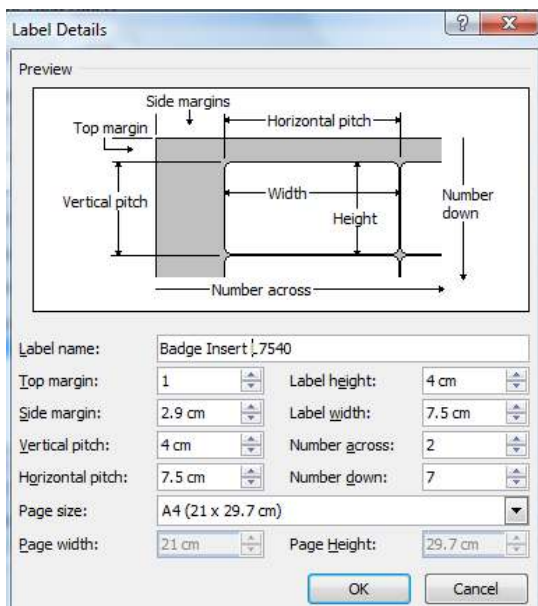 Label Details
?
X
Preview
Side margins
Top margin
Horizontal pitch
Vertical pitch
Width
Height
Number
down
Number across
Label name: Badge Insert L7540
Top margin: 1 Label height: 4 cm
Side margin: 2.9 cm Label width: 7.5 cm
Vertical pitch: 4 cm Number across: 2
Horizontal pitch: 7.5 cm Number down: 7
Page size: A4 (21 x 29.7 cm)
Page width: 21 cm Page Height: 29.7 cm
OK Cancel